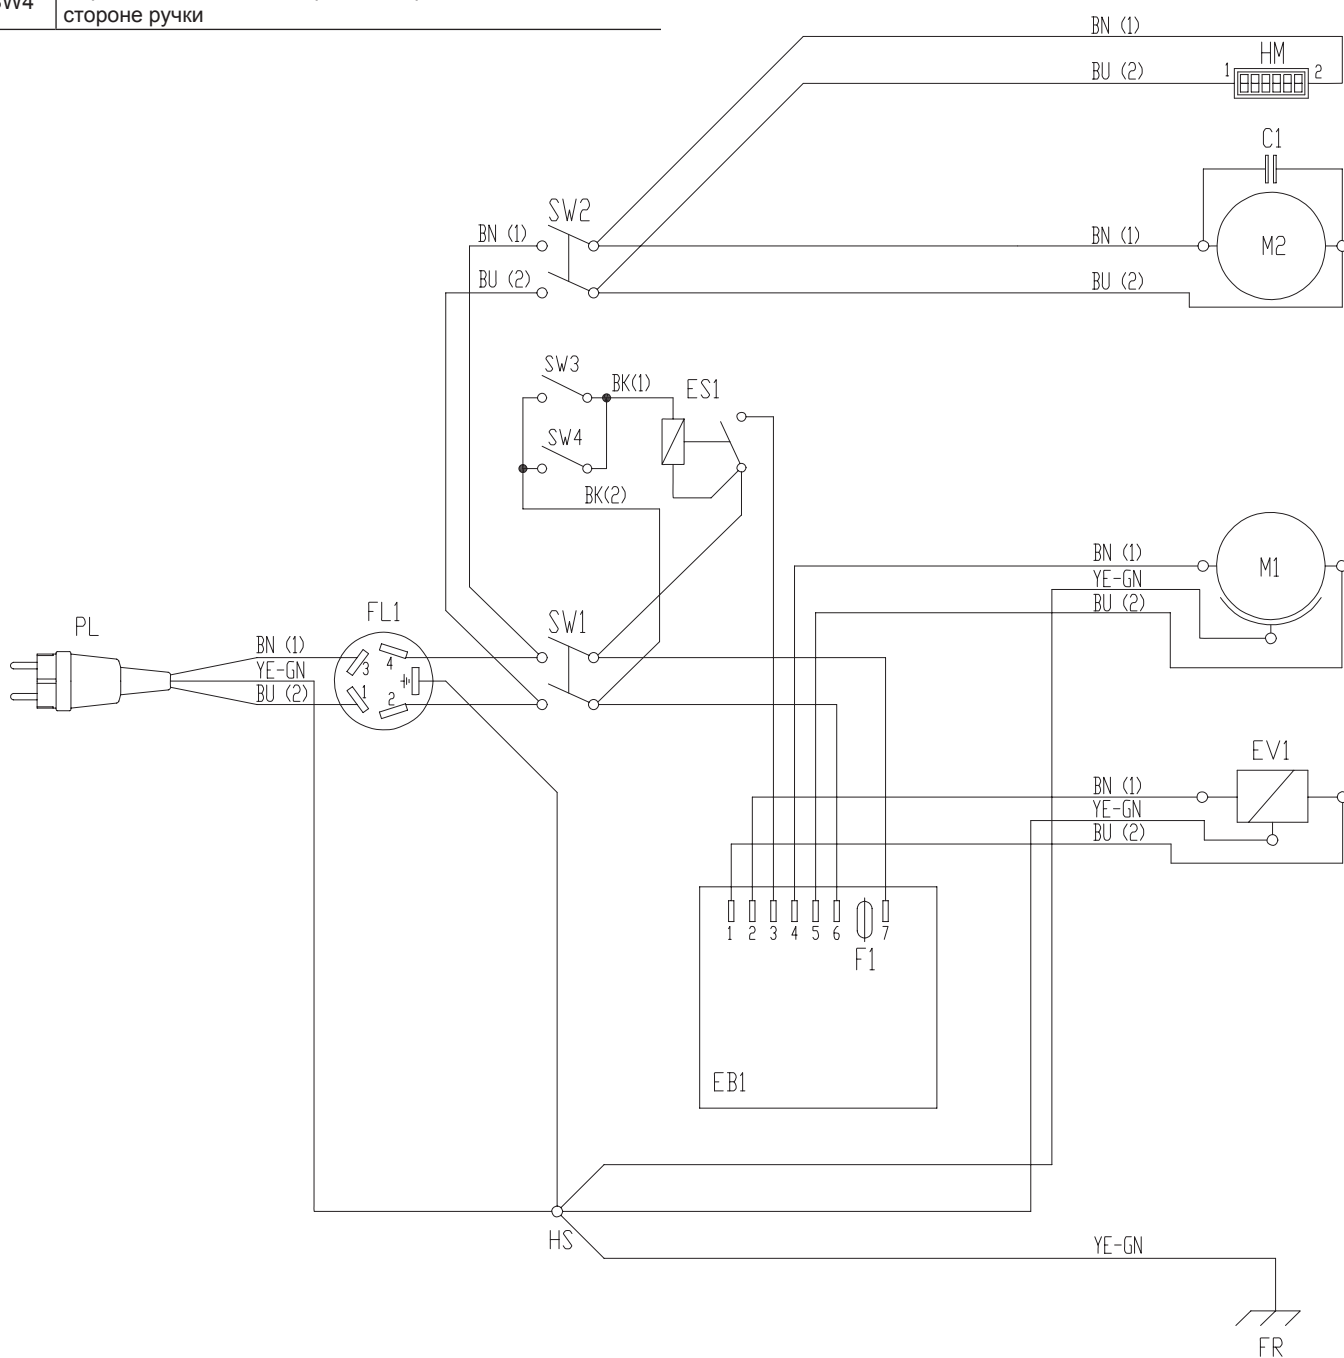 SW4
стороне ручки
BN (1)
HM
BU (2)
1
2
C1
SW2
BN (1)
BN (1)
M2
BU (2)
BU (2)
SW3
BK(1)
ES1
SW4
BK(2)
BN (1)
M1
YE-GN
BU (2)
FL1
SW1
PL
BN (1)
3
4
YE-GN
BU (2)
1
2
EV1
BN (1)
YE-GN
BU (2)
1 2 3 4 5 6 7
F1
EB1
HS
YE-GN
FR